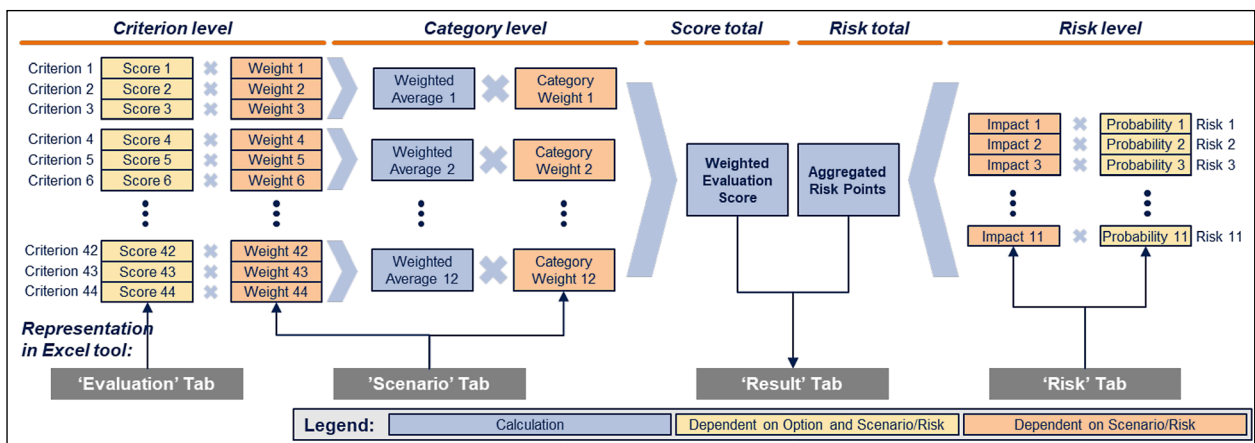 Criterion level
Category level
Score total
Risk total
Risk level
Criterion 1 Score 1 Weight 1
Criterion 2 Score 2 Weight 2
Criterion 3 Score 3 Weight 3
Criterion 4 Score 4 Weight 4
Criterion 5 Score 5 Weight 5
Criterion 6 Score 6 Weight 6
Criterion 42 Score 42 Weight 42
Criterion 43 Score 43 Weight 43
Criterion 44 Score 44 Weight 44
Weighted
Average 1
Category
Weight 1
Weighted
Average 2
Category
Weight 2
Weighted
Average 12
Category
Weight 12
Weighted
Evaluation
Score
Aggregated
Risk Points
Impact 1 Probability 1 Risk 1
Impact 2 Probability 2 Risk 2
Impact 3 Probability 3 Risk 3
Impact 11 Probability 11 Risk 11
Representation
in Excel tool:
‘Evaluation’ Tab
’Scenario’ Tab
‘Result’ Tab
‘Risk’ Tab
Legend:
Calculation
Dependent on Option and Scenario/Risk
Dependent on Scenario/Risk